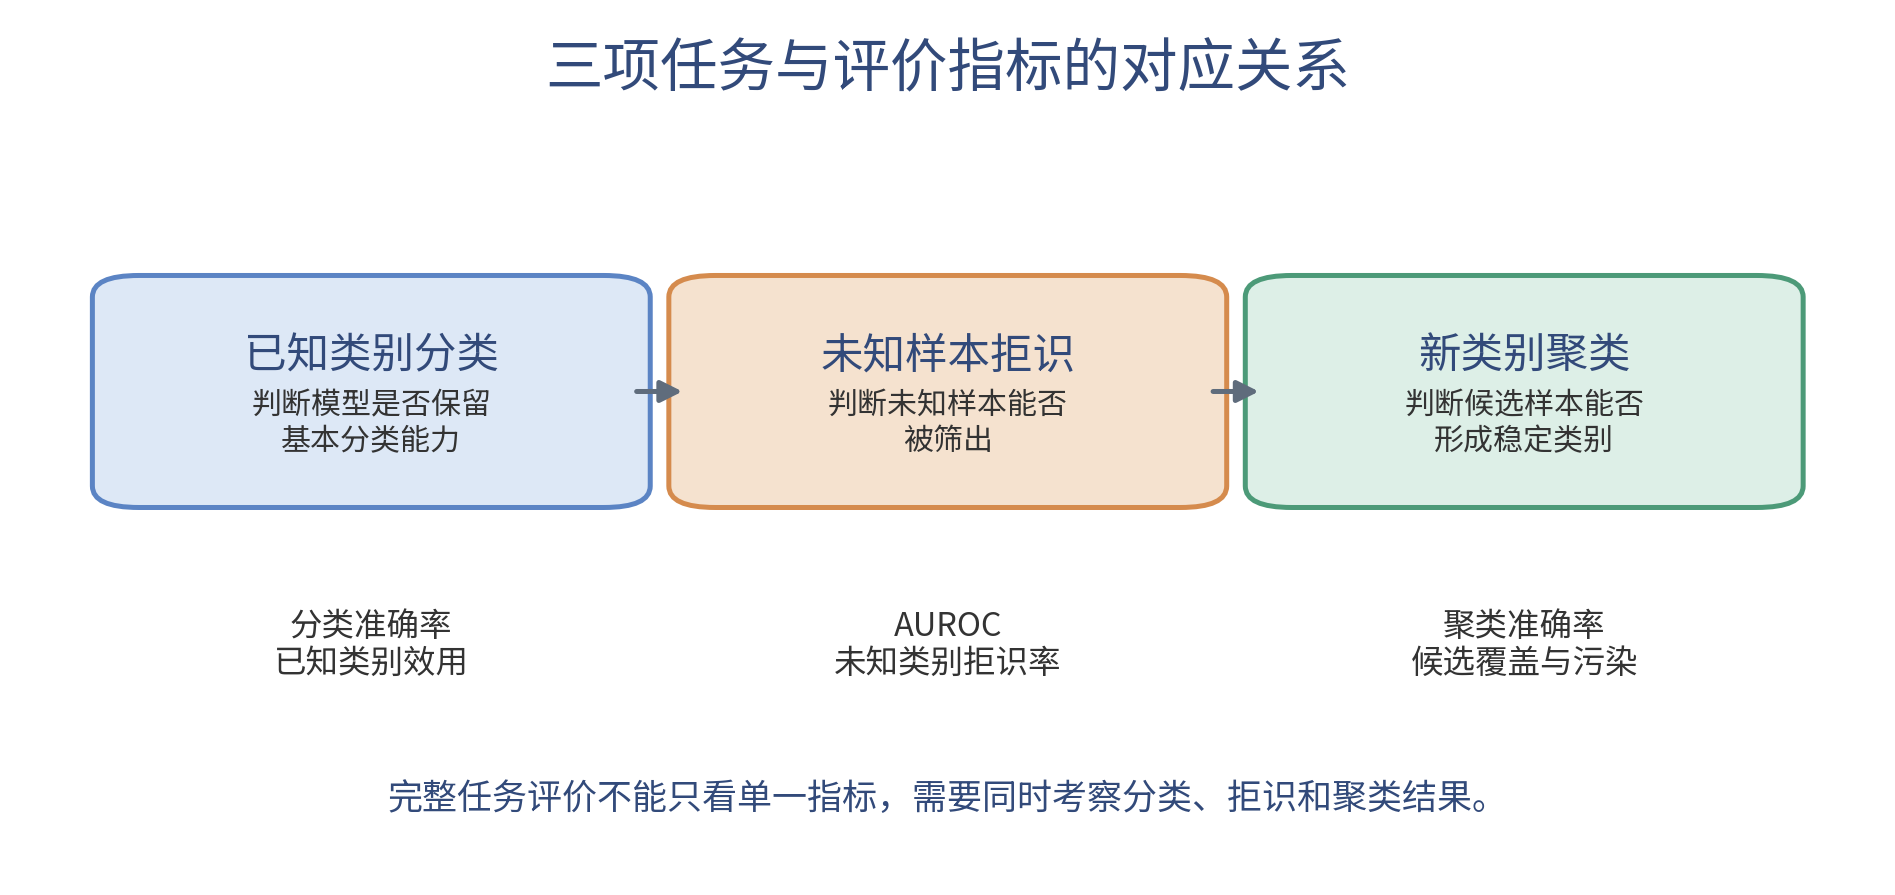 三项任务与评价指标的对应关系
已知类别分类
判断模型是否保留
基本分类能力
未知样本拒识
判断未知样本能否
被筛出
新类别聚类
判断候选样本能否
形成稳定类别
分类准确率
已知类别效用
AUROC
未知类别拒识率
聚类准确率
候选覆盖与污染
完整任务评价不能只看单一指标，需要同时考察分类、拒识和聚类结果。